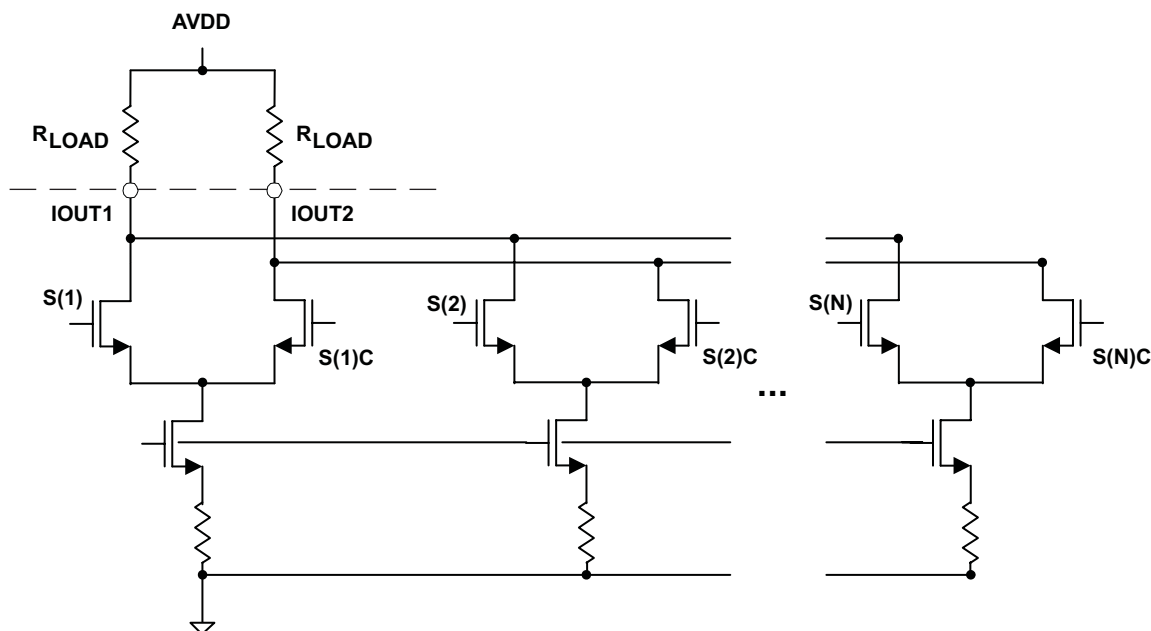 AVDD
RLOAD
RLOAD
IOUT1
IOUT2
S(1)
S(1)C
S(2)
S(2)C
...
S(N)
S(N)C